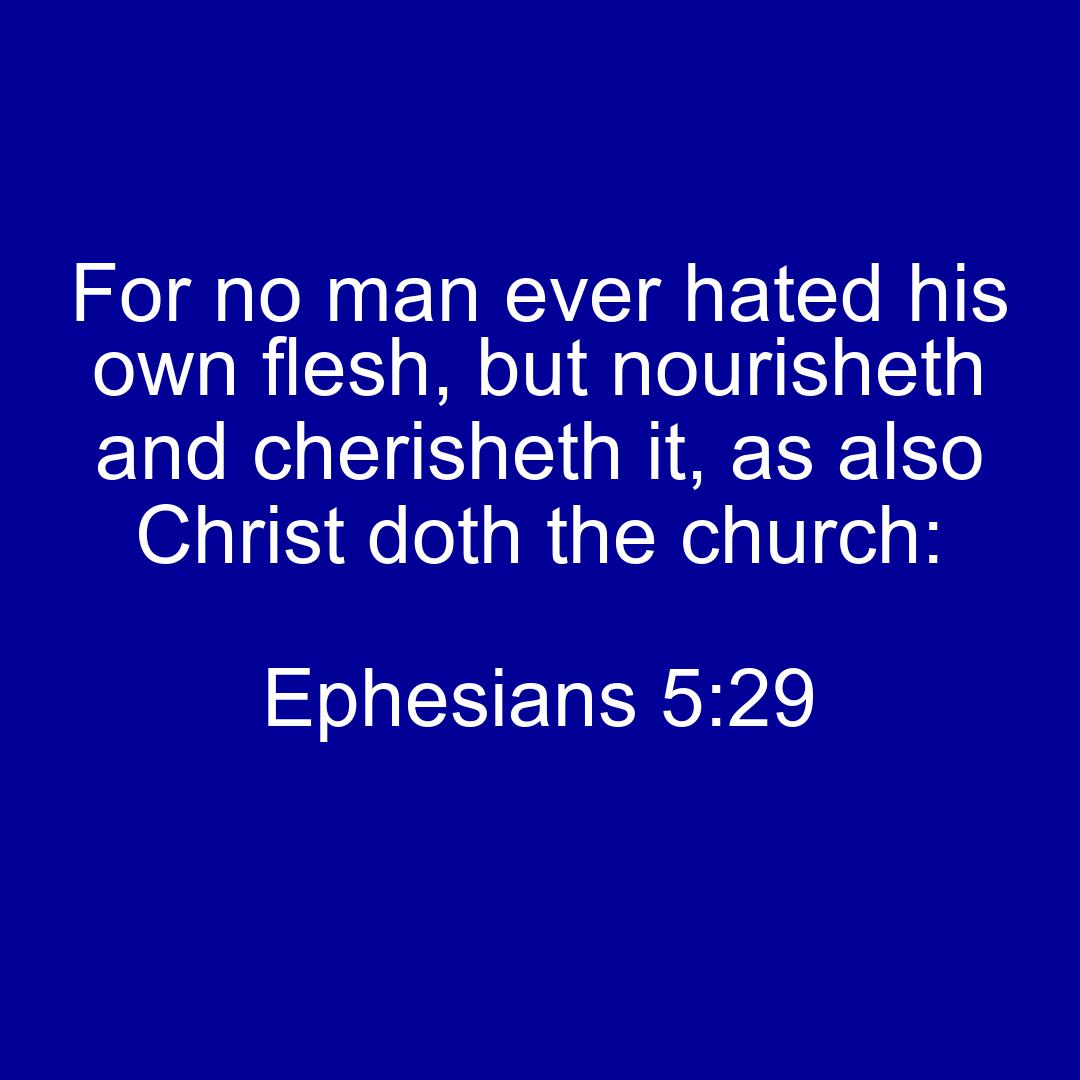 For no man ever hated his
own flesh, but nourisheth
and cherisheth it, as also
Christ doth the church:
Ephesians 5:29